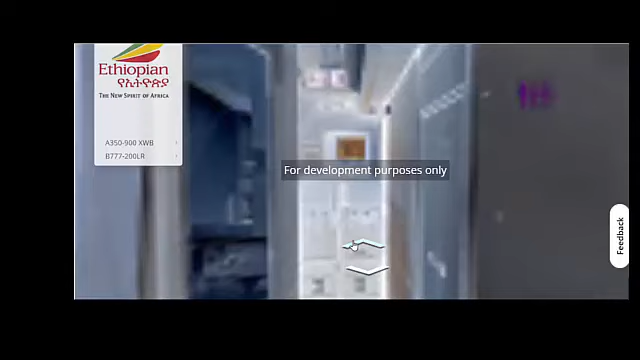 Ethiopian
የኢትዮጵያ
THE NEW SPIRIT OF AFRICA
A350-900 XWB
B777-200LR
For development purposes only
Feedback